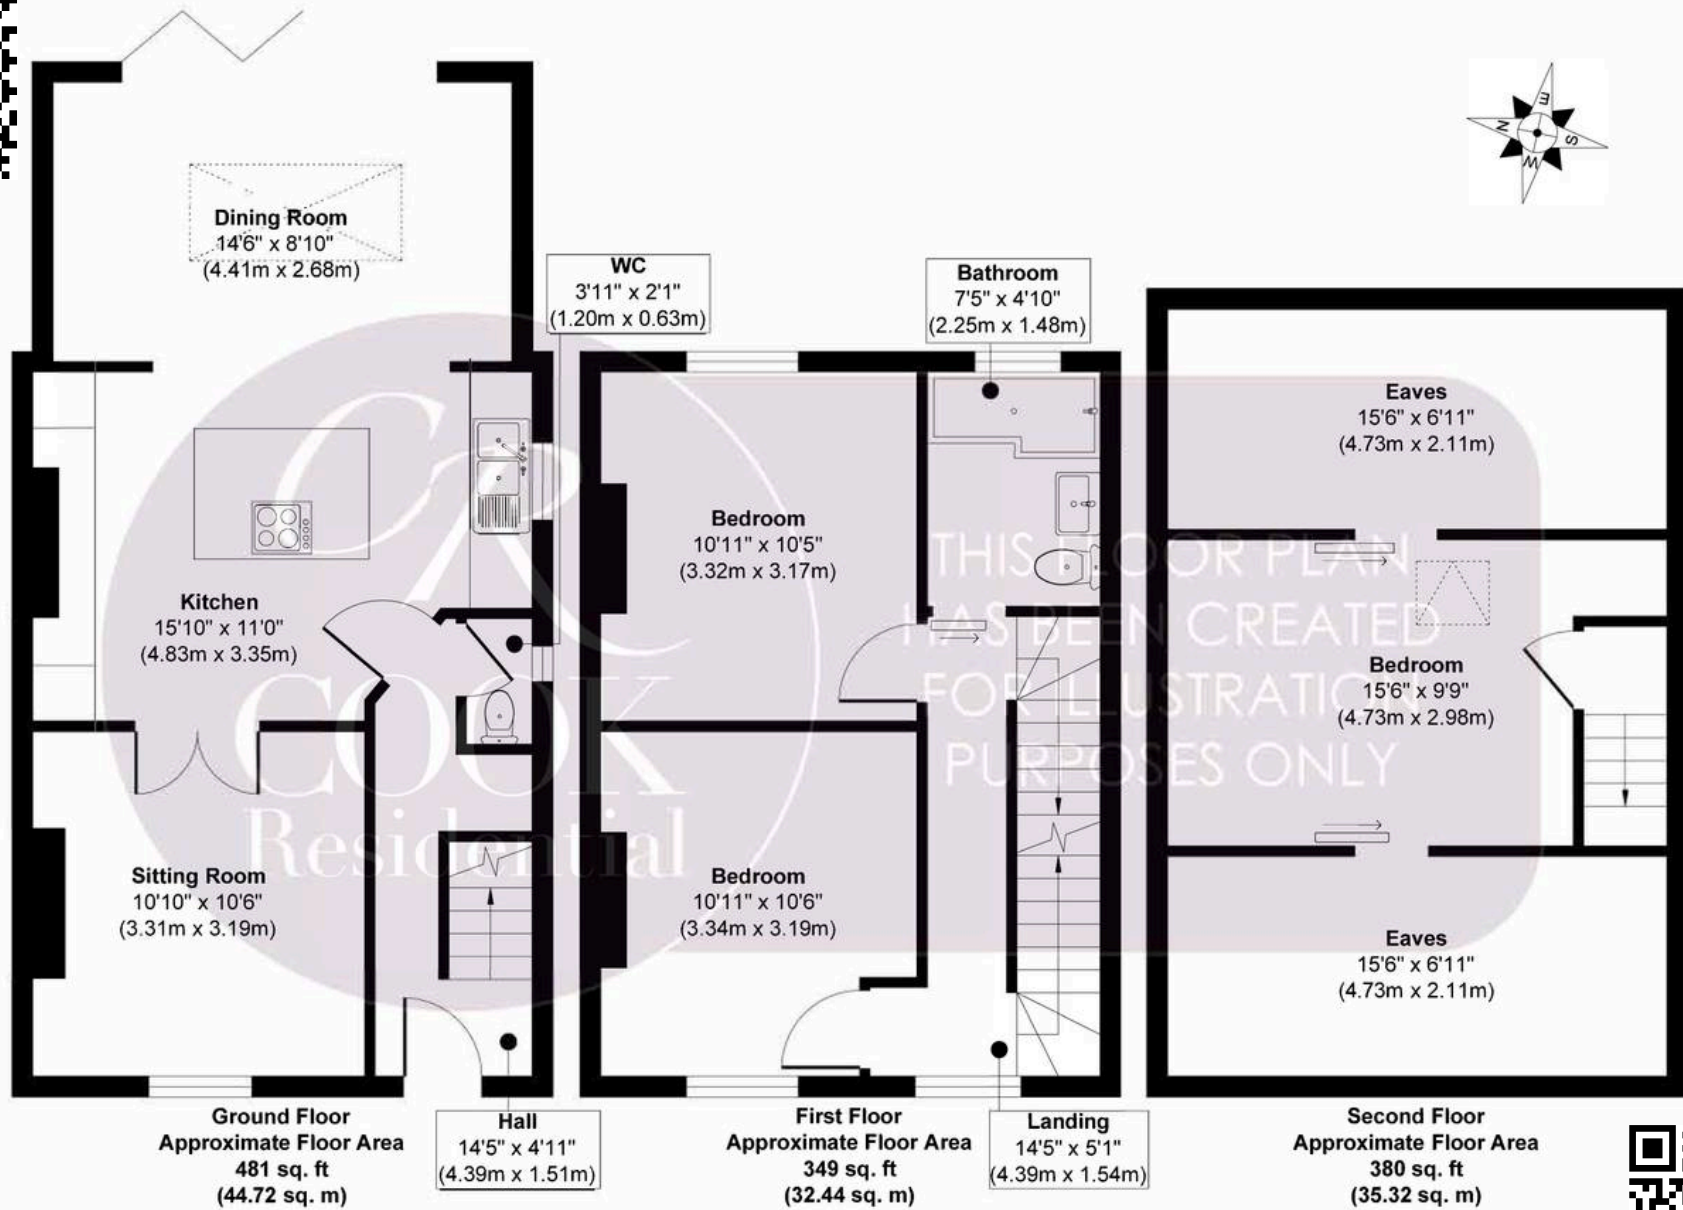 E
N
S
W
Dining Room
14'6" x 8'10"
(4.41m x 2.68m)
WC
3'11" x 2'1"
(1.20m x 0.63m)
Bathroom
7'5" x 4'10"
(2.25m x 1.48m)
Eaves
15'6" x 6'11"
(4.73m x 2.11m)
Bedroom
10'11" x 10'5"
(3.32m x 3.17m)
Kitchen
15'10" x 11'0"
(4.83m x 3.35m)
Bedroom
15'6" x 9'9"
(4.73m x 2.98m)
CR
COOK
Residential
THIS FLOOR PLAN
HAS BEEN CREATED
FOR ILLUSTRATION
PURPOSES ONLY
Sitting Room
10'10" x 10'6"
(3.31m x 3.19m)
Bedroom
10'11" x 10'6"
(3.34m x 3.19m)
Eaves
15'6" x 6'11"
(4.73m x 2.11m)
Ground Floor
Approximate Floor Area
481 sq. ft
(44.72 sq. m)
Hall
14'5" x 4'11"
(4.39m x 1.51m)
First Floor
Approximate Floor Area
349 sq. ft
(32.44 sq. m)
Landing
14'5" x 5'1"
(4.39m x 1.54m)
Second Floor
Approximate Floor Area
380 sq. ft
(35.32 sq. m)